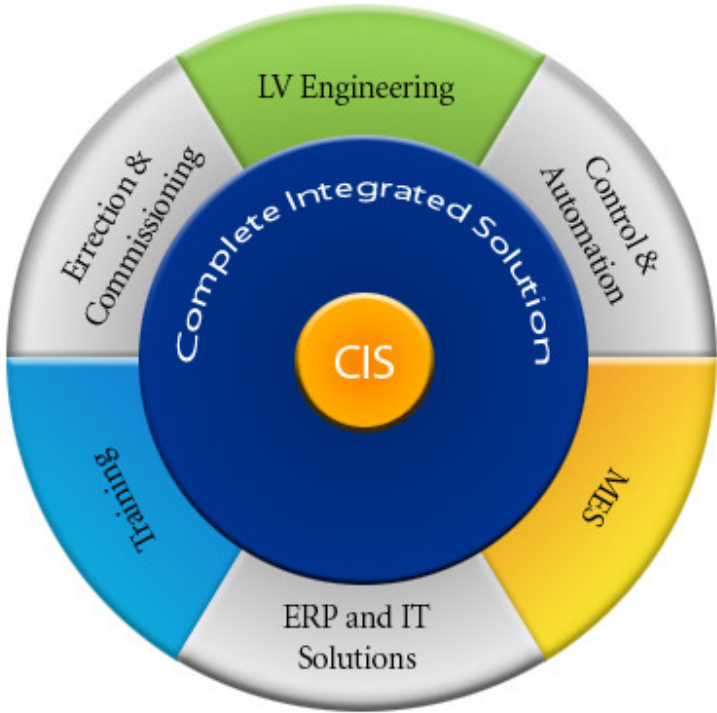 LV Engineering
Control &
Automation
MES
ERP and IT
Solutions
Training
Errection &
Commissioning
Complete Integrated Solution
CIS